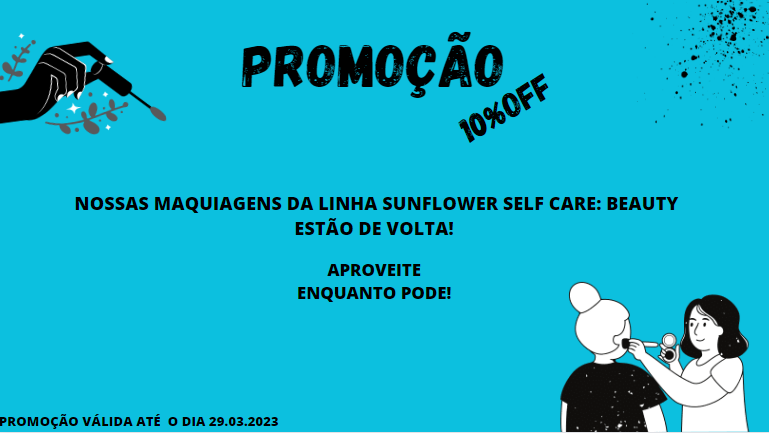 PROMOÇÃO
10%OFF
NOSSAS MAQUIAGENS DA LINHA SUNFLOWER SELF CARE: BEAUTY
ESTÃO DE VOLTA!
APROVEITE
ENQUANTO PODE!
PROMOÇÃO VÁLIDA ATÉ O DIA 29.03.2023